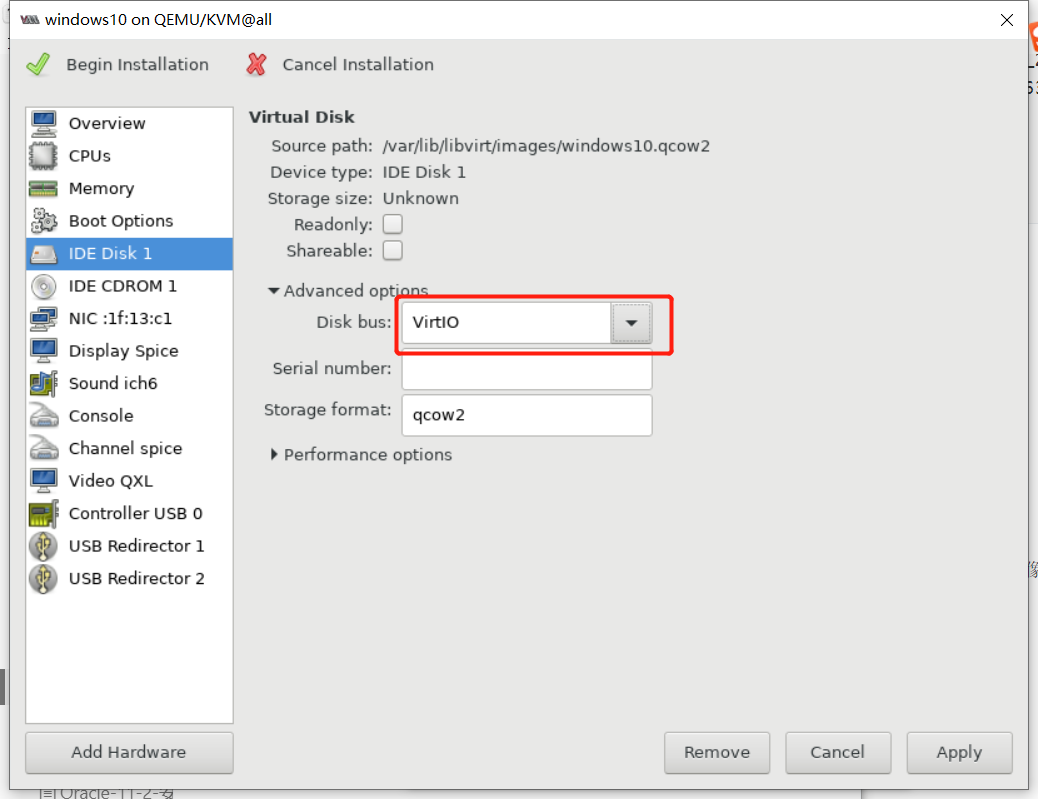 windows10 on QEMU/KVM@all
Begin Installation
Cancel Installation
Overview
CPUs
Memory
Boot Options
IDE Disk 1
IDE CDROM 1
NIC :1f:13:c1
Display Spice
Sound ich6
Console
Channel spice
Video QXL
Controller USB 0
USB Redirector 1
USB Redirector 2
Add Hardware
Virtual Disk
Source path: /var/lib/libvirt/images/windows10.qcow2
Device type: IDE Disk 1
Storage size: Unknown
Readonly:
Shareable:
Advanced options
Disk bus: VirtIO
Serial number:
Storage format: qcow2
Performance options
Remove
Cancel
Apply